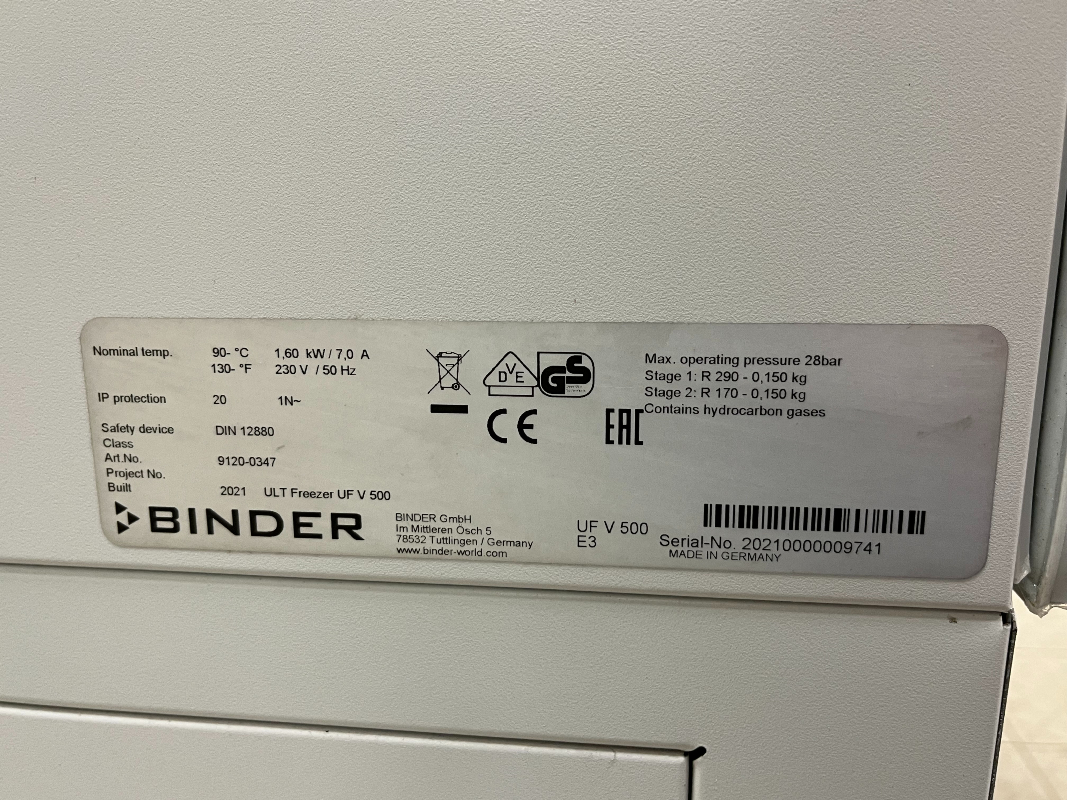 Nominal temp. 90- °C 1,60 kW / 7,0 A
130- °F 230 V / 50 Hz
IP protection 20 1N~
Safety device DIN 12880
Class
Art.No. 9120-0347
Project No.
Built 2021 ULT Freezer UF V 500
DVE
GS
CE
EAC
Max. operating pressure 28bar
Stage 1: R 290 - 0,150 kg
Stage 2: R 170 - 0,150 kg
Contains hydrocarbon gases
BINDER
BINDER GmbH
Im Mittleren Ösch 5
78532 Tuttlingen / Germany
www.binder-world.com
UF V 500
E3
Serial-No. 20210000009741
MADE IN GERMANY